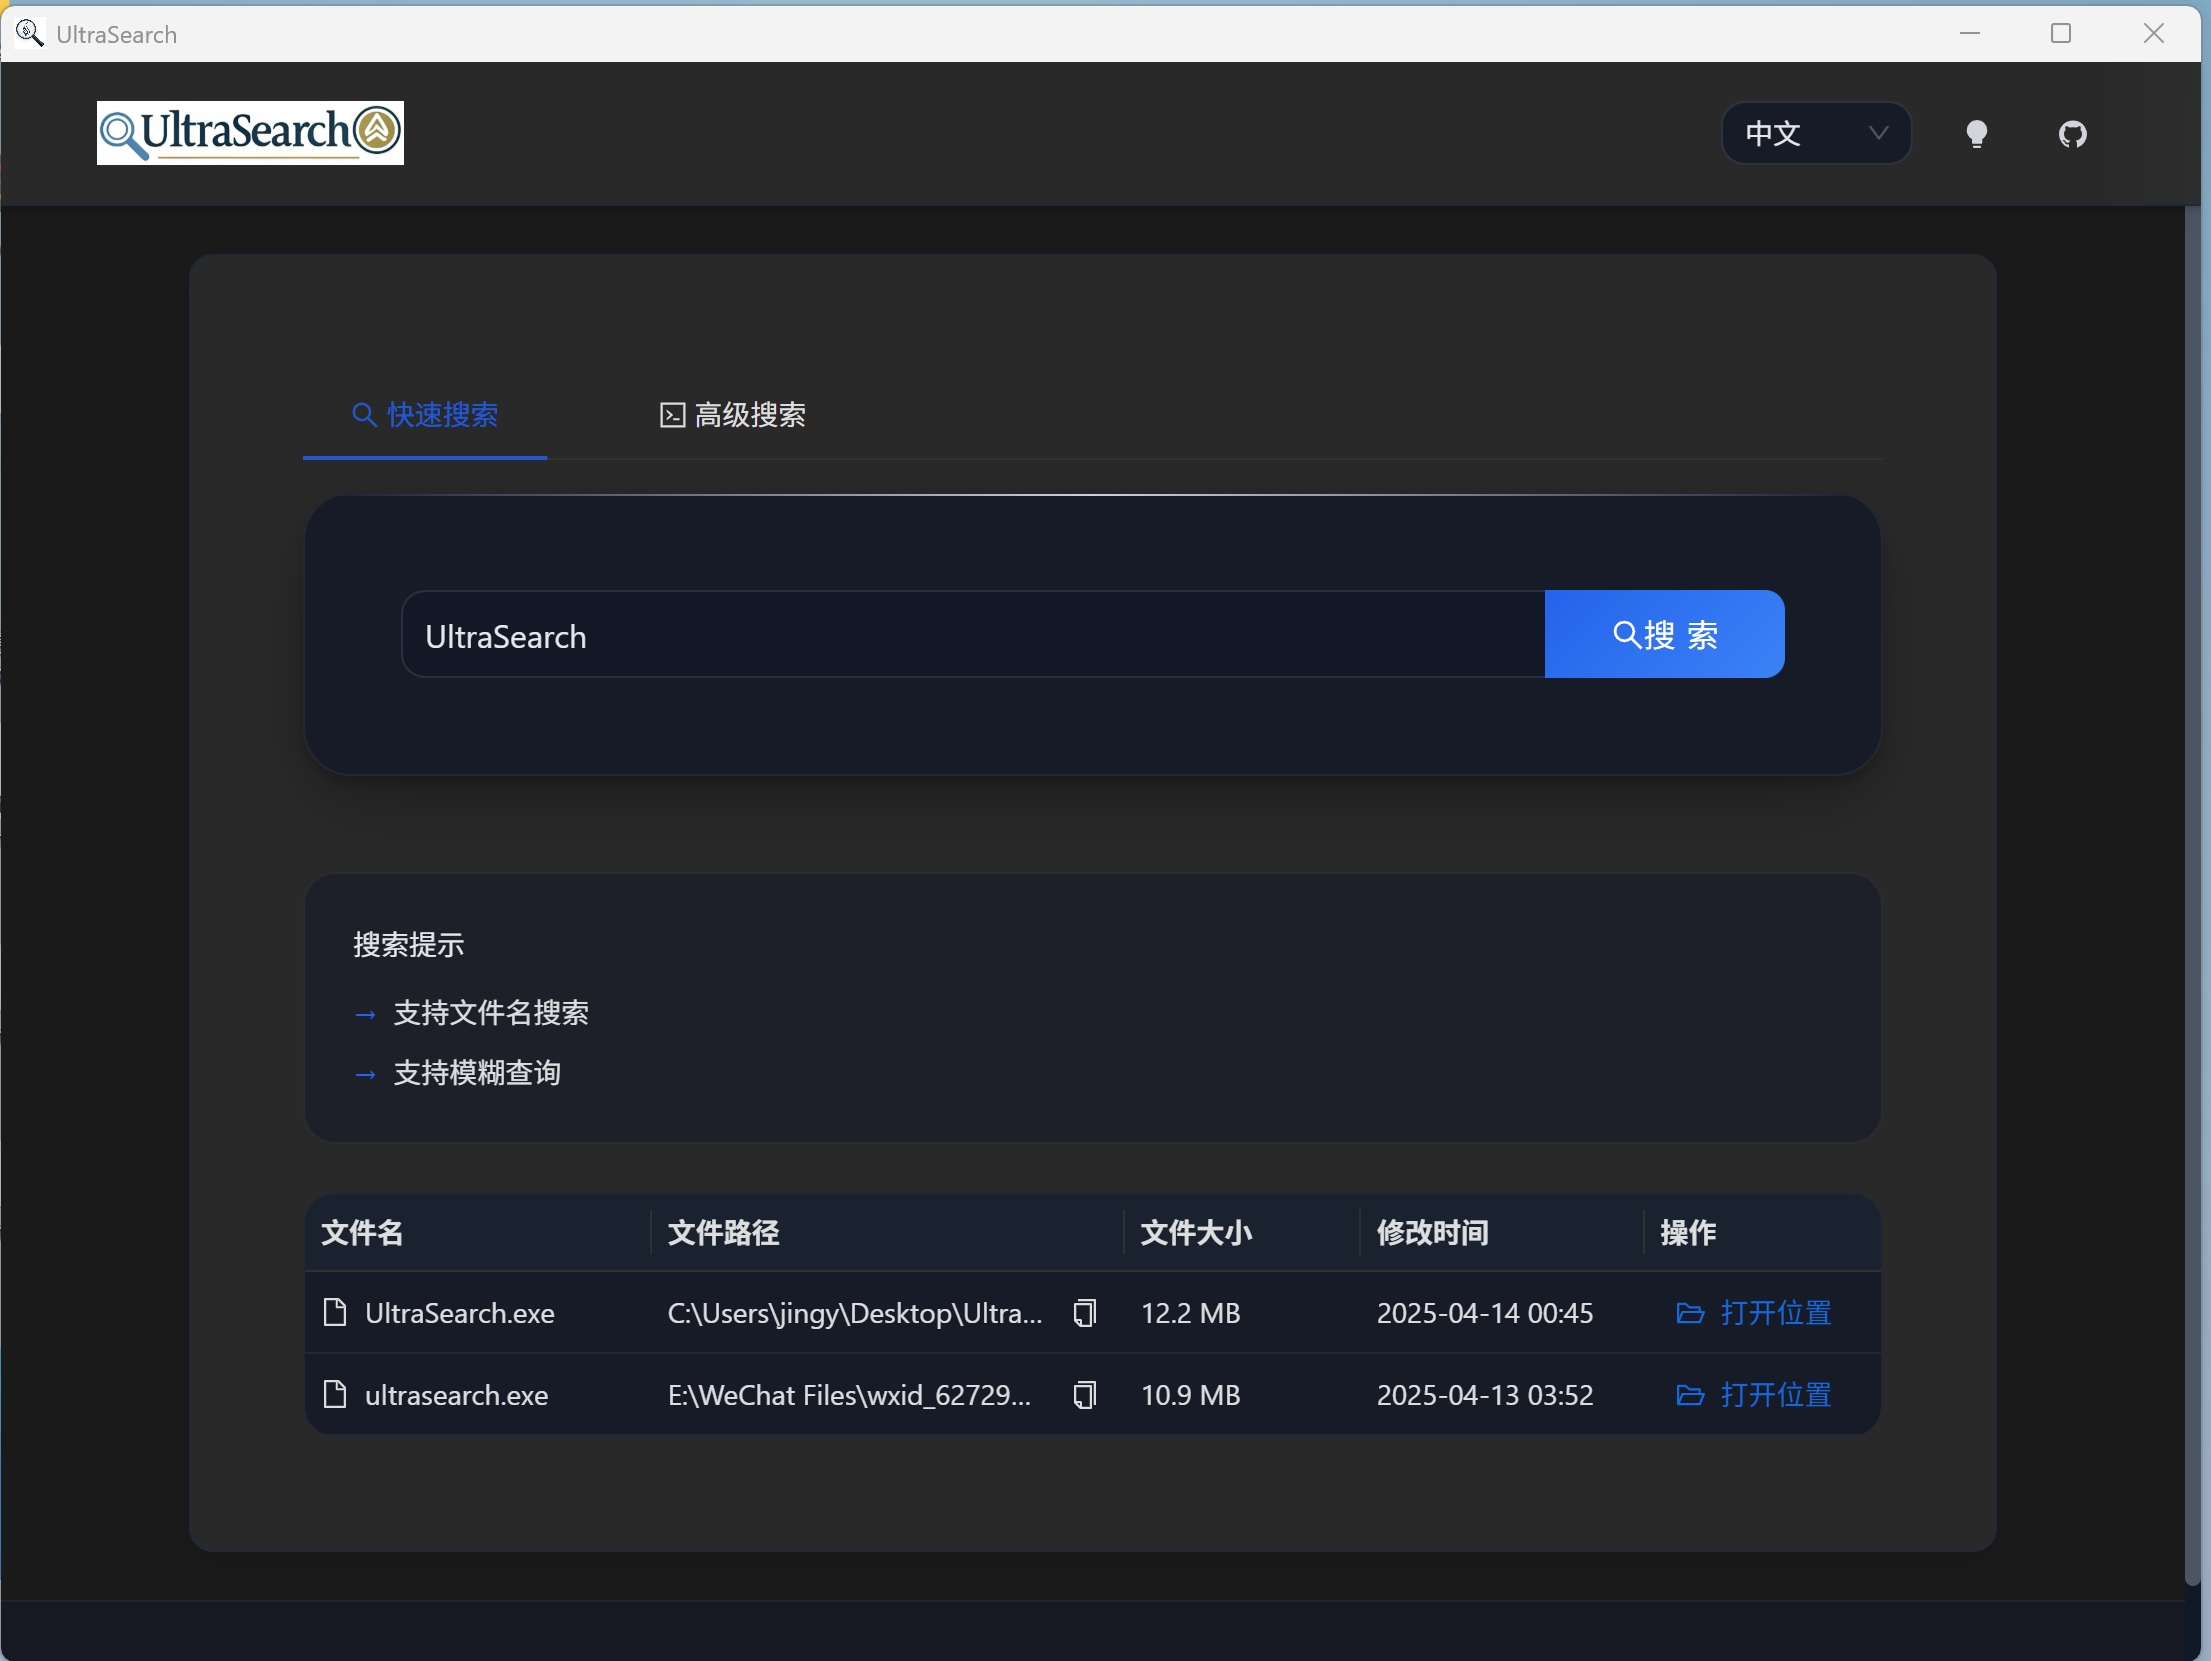 UltraSearch
UltraSearch
中文
快速搜索
高级搜索
UltraSearch
搜 索
搜索提示
→ 支持文件名搜索
→ 支持模糊查询
文件名 文件路径 文件大小 修改时间 操作
UltraSearch.exe C:\Users\jingy\Desktop\Ultra... 12.2 MB 2025-04-14 00:45 打开位置
ultrasearch.exe E:\WeChat Files\wxid_62729... 10.9 MB 2025-04-13 03:52 打开位置